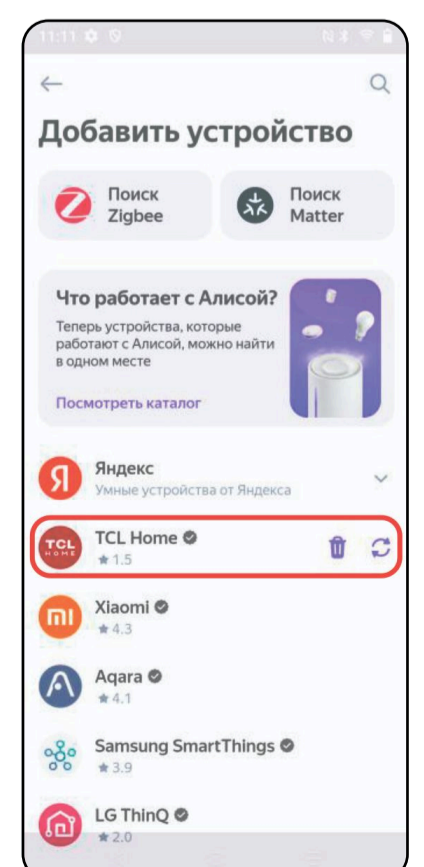 11:11
Добавить устройство
Поиск
Zigbee
Поиск
Matter
Что работает с Алисой?
Теперь устройства, которые
работают с Алисой, можно найти
в одном месте
Посмотреть каталог
Я
Яндекс
Умные устройства от Яндекса
TCL
HOME
TCL Home
★ 1.5
Xiaomi
★ 4.3
Aqara
★ 4.1
Samsung SmartThings
★ 3.9
LG ThinQ
★ 2.0